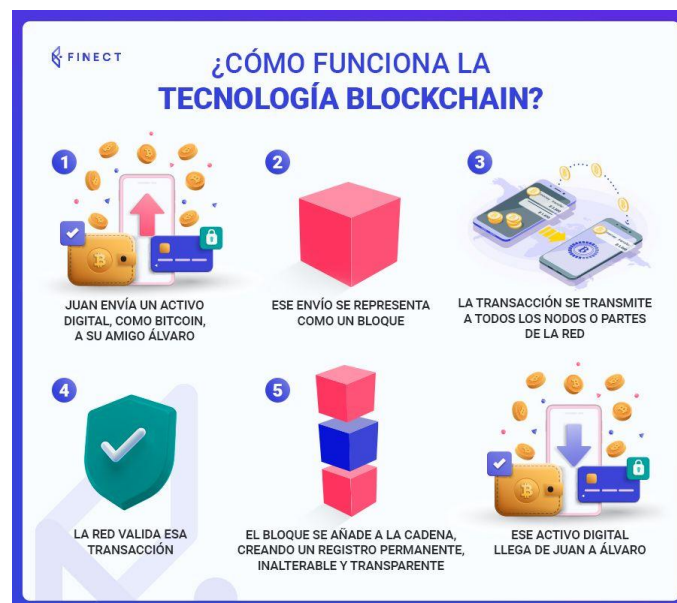 FINECT
¿CÓMO FUNCIONA LA
TECNOLOGÍA BLOCKCHAIN?
1
JUAN ENVÍA UN ACTIVO
DIGITAL, COMO BITCOIN,
A SU AMIGO ÁLVARO
2
ESE ENVÍO SE REPRESENTA
COMO UN BLOQUE
3
LA TRANSACCIÓN SE TRANSMITE
A TODOS LOS NODOS O PARTES
DE LA RED
4
LA RED VALIDA ESA
TRANSACCIÓN
5
EL BLOQUE SE AÑADE A LA CADENA,
CREANDO UN REGISTRO PERMANENTE,
INALTERABLE Y TRANSPARENTE
ESE ACTIVO DIGITAL
LLEGA DE JUAN A ÁLVARO